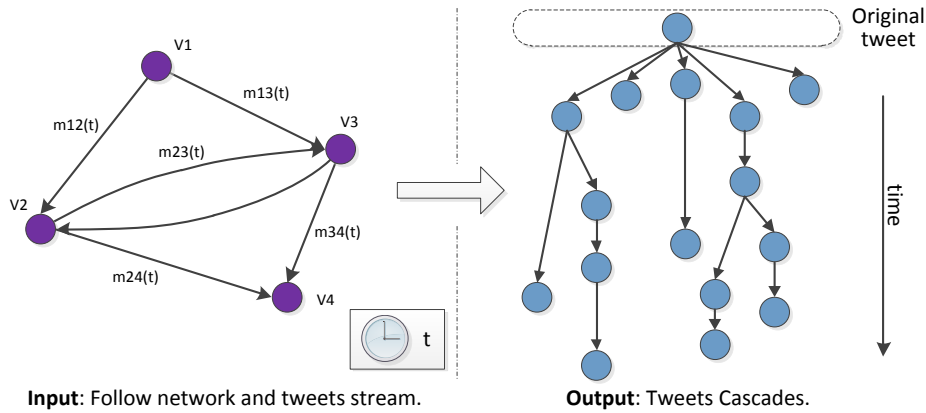 V1
m13(t)
V3
m12(t)
m23(t)
V2
m34(t)
m24(t)
V4
t
Input: Follow network and tweets stream.
Original
tweet
time
Output: Tweets Cascades.